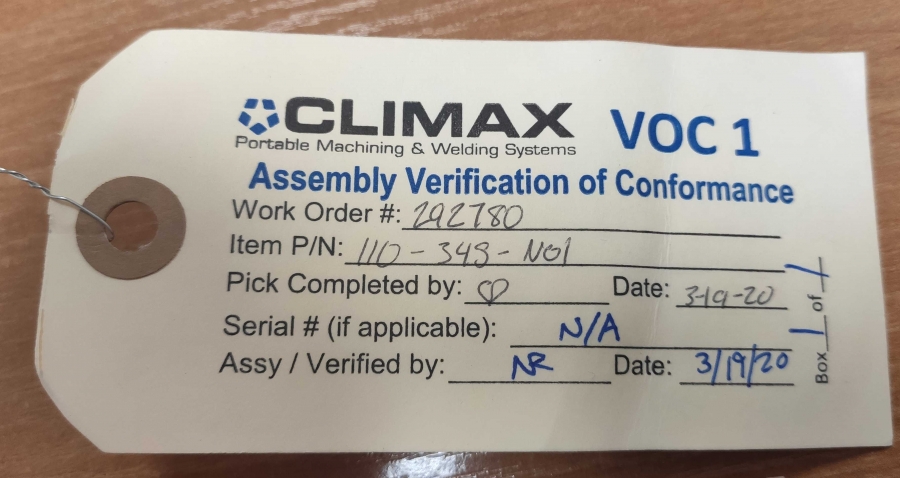 CLIMAX
Portable Machining & Welding Systems
VOC 1
Assembly Verification of Conformance
Work Order #: 292780
Item P/N: 110-349-N01
Pick Completed by: Date: 3-19-20
Serial # (if applicable): N/A
Assy / Verified by: NR Date: 3/19/20
Box 1 of 1